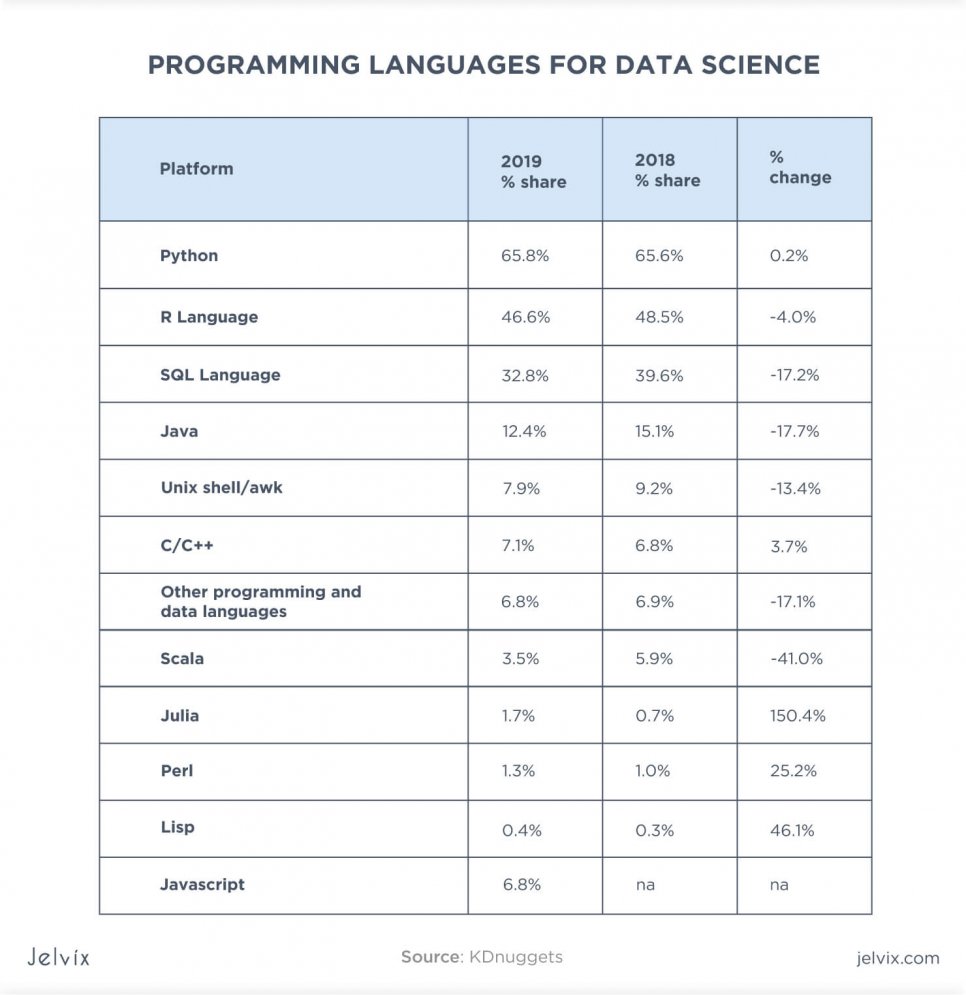 PROGRAMMING LANGUAGES FOR DATA SCIENCE
Platform 2019 % share 2018 % share % change
Python 65.8% 65.6% 0.2%
R Language 46.6% 48.5% -4.0%
SQL Language 32.8% 39.6% -17.2%
Java 12.4% 15.1% -17.7%
Unix shell/awk 7.9% 9.2% -13.4%
C/C++ 7.1% 6.8% 3.7%
Other programming and data languages 6.8% 6.9% -17.1%
Scala 3.5% 5.9% -41.0%
Julia 1.7% 0.7% 150.4%
Perl 1.3% 1.0% 25.2%
Lisp 0.4% 0.3% 46.1%
Javascript 6.8% na na
Jelvix Source: KDnuggets jelvix.com